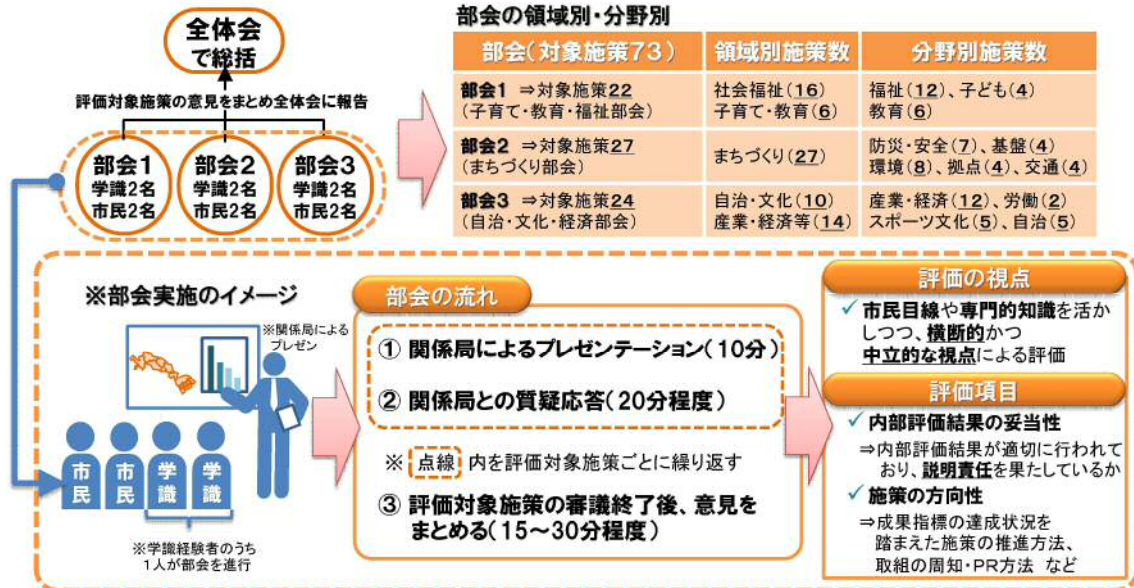 全体会
で総括
評価対象施策の意見をまとめ全体会に報告
部会1
学識2名
市民2名
部会2
学識2名
市民2名
部会3
学識2名
市民2名
部会の領域別・分野別
部会(対象施策73)
領域別施策数
分野別施策数
部会1 ⇒対象施策22
(子育て・教育・福祉部会)
社会福祉(16)
子育て・教育(6)
福祉(12)、子ども(4)
教育(6)
部会2 ⇒対象施策27
(まちづくり部会)
まちづくり(27)
防災・安全(7)、基盤(4)
環境(8)、拠点(4)、交通(4)
部会3 ⇒対象施策24
(自治・文化・経済部会)
自治・文化(10)
産業・経済等(14)
産業・経済(12)、労働(2)
スポーツ文化(5)、自治(5)
※部会実施のイメージ
※関係局による
プレゼン
市民
市民
学識
学識
※学識経験者のうち
1人が部会を進行
部会の流れ
① 関係局によるプレゼンテーション(10分)
② 関係局との質疑応答(20分程度)
※ 点線 内を評価対象施策ごとに繰り返す
③ 評価対象施策の審議終了後、意見を
まとめる(15～30分程度)
評価の視点
✓ 市民目線や専門的知識を活か
しつつ、横断的かつ
中立的な視点による評価
評価項目
✓ 内部評価結果の妥当性
⇒内部評価結果が適切に行われて
おり、説明責任を果たしているか
✓ 施策の方向性
⇒成果指標の達成状況を
踏まえた施策の推進方法、
取組の周知・PR方法 など